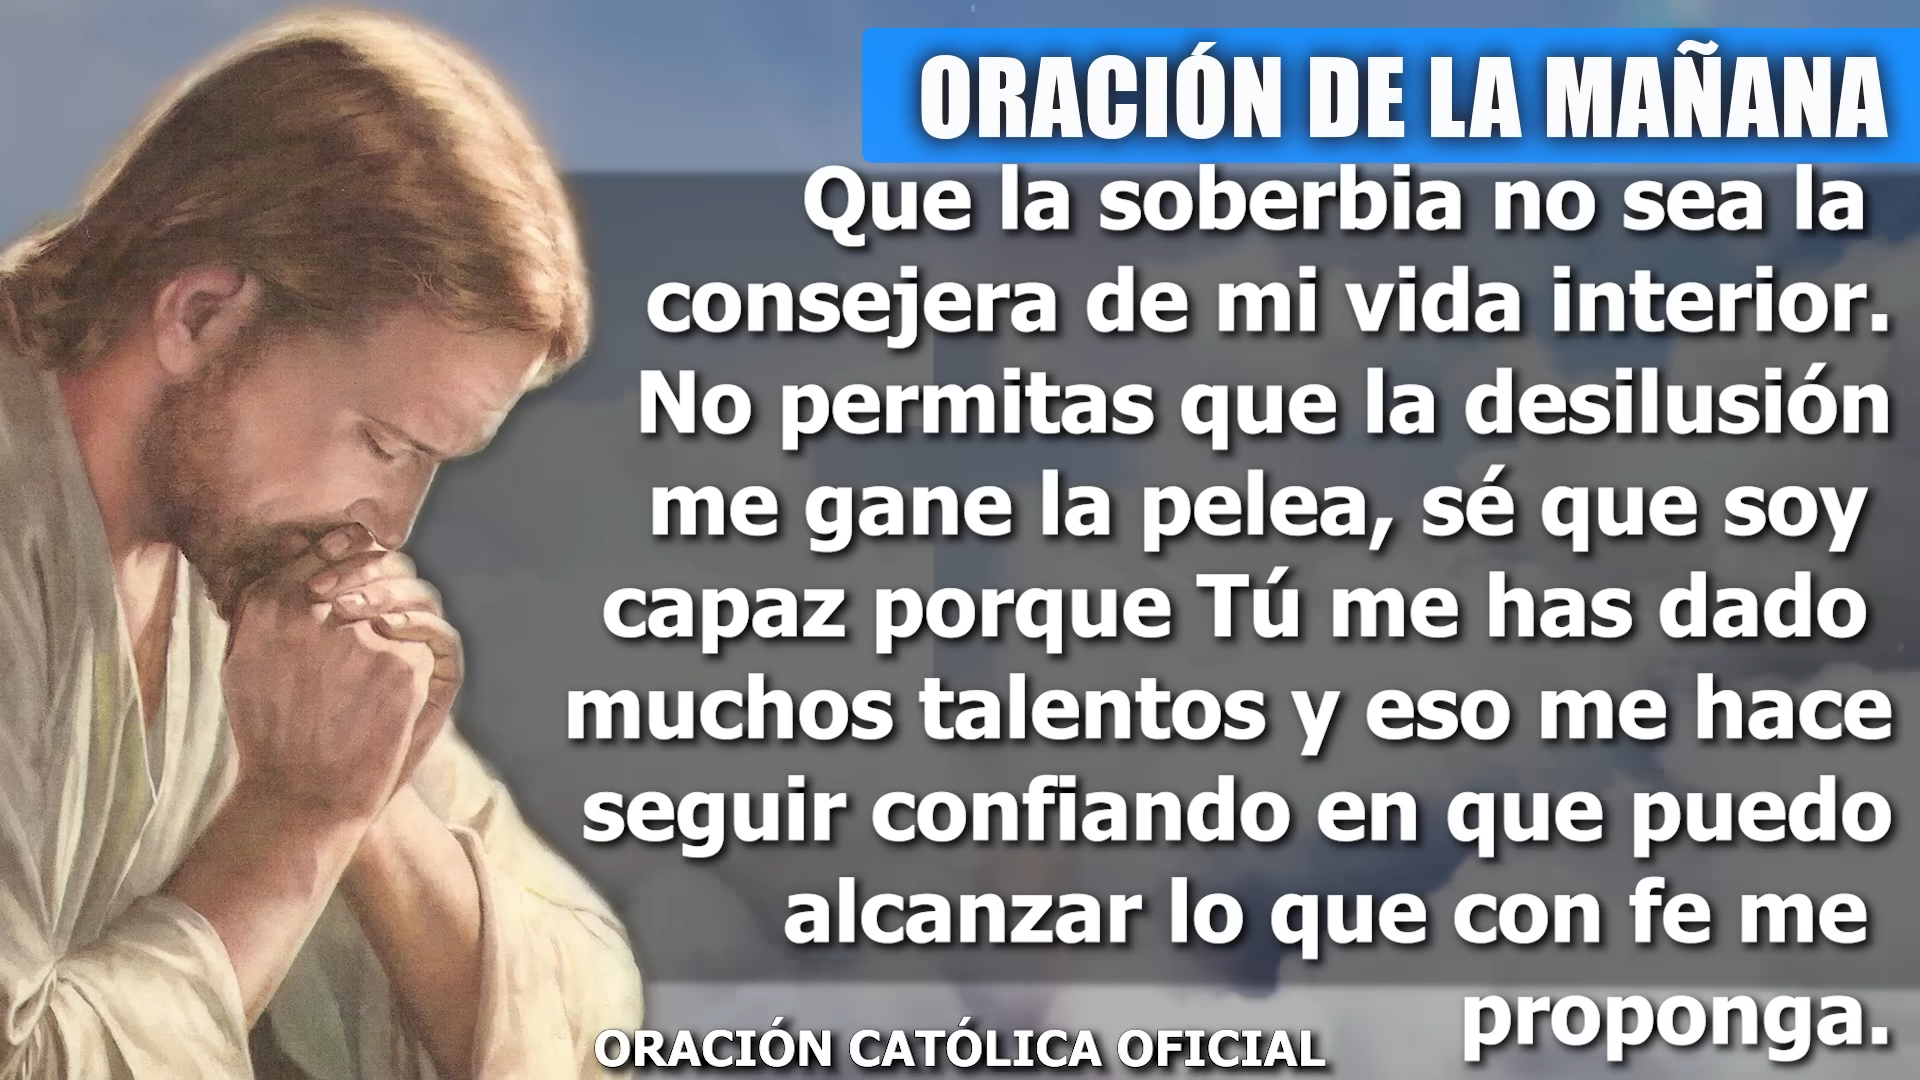 ORACIÓN DE LA MAÑANA
Que la soberbia no sea la
consejera de mi vida interior.
No permitas que la desilusión
me gane la pelea, sé que soy
capaz porque Tú me has dado
muchos talentos y eso me hace
seguir confiando en que puedo
alcanzar lo que con fe me
proponga.
ORACIÓN CATÓLICA OFICIAL